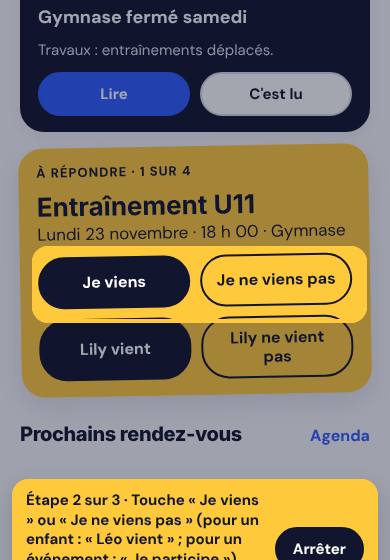 Gymnase fermé samedi
Travaux : entraînements déplacés.
Lire
C'est lu
À RÉPONDRE · 1 SUR 4
Entraînement U11
Lundi 23 novembre · 18 h 00 · Gymnase
Je viens
Je ne viens pas
Lily vient
Lily ne vient
pas
Prochains rendez-vous
Agenda
Étape 2 sur 3 · Touche « Je viens
» ou « Je ne viens pas » (pour un
enfant : « Léo vient » ; pour un
événement : « Je participe »)
Arrêter